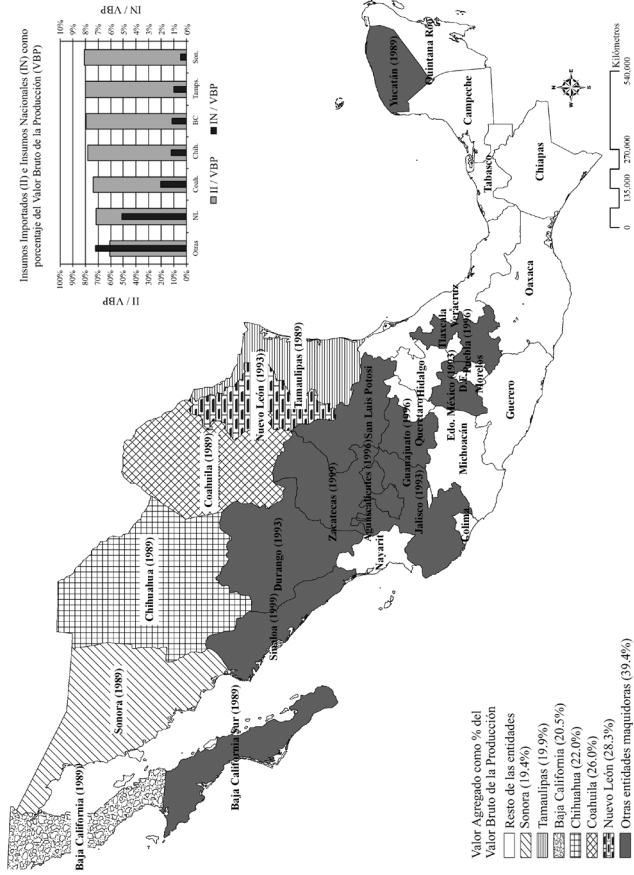 Insumos Importados (II) e Insumos Nacionales (IN) como
porcentaje del Valor Bruto de la Producción (VBP)
II / VBP
100%
90%
80%
70%
60%
50%
40%
30%
20%
10%
0%
IN / VBP
10%
9%
8%
7%
6%
5%
4%
3%
2%
1%
0%
Otras
NL
Coah.
Chih.
BC
Tamps.
Son.
II / VBP
IN / VBP
Baja California (1989)
Sonora (1989)
Chihuahua (1989)
Coahuila (1989)
Nuevo León (1993)
Tamaulipas (1989)
Baja California Sur (1989)
Sinaloa (1999)
Durango (1993)
Zacatecas (1999)
San Luis Potosí
Aguascalientes (1996)
Nayarit
Guanajuato (1996)
Jalisco (1993)
Querétaro
Hidalgo
Colima
Michoacán
Edo. México (1993)
D.F.
Tlaxcala
Veracruz
Puebla (1996)
Morelos
Guerrero
Oaxaca
Tabasco
Chiapas
Campeche
Yucatán (1989)
Quintana Roo
Valor Agregado como % del
Valor Bruto de la Producción
Resto de las entidades
Sonora (19.4%)
Tamaulipas (19.9%)
Baja California (20.5%)
Chihuahua (22.0%)
Coahuila (26.0%)
Nuevo León (28.3%)
Otras entidades maquidoras (39.4%)
N
W
E
S
0
135,000
270,000
540,000
Kilómetros